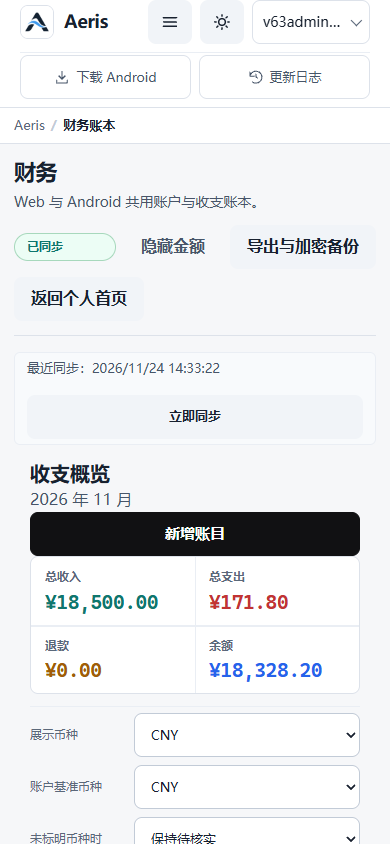 Aeris
v63admin...
下载 Android
更新日志
Aeris / 财务账本
财务
Web 与 Android 共用账户与收支账本。
已同步
隐藏金额
导出与加密备份
返回个人首页
最近同步：2026/11/24 14:33:22
立即同步
收支概览
2026 年 11 月
新增账目
总收入
总支出
¥18,500.00
¥171.80
退款
余额
¥0.00
¥18,328.20
展示币种
CNY
账户基准币种
CNY
未标明币种时
保持待核实